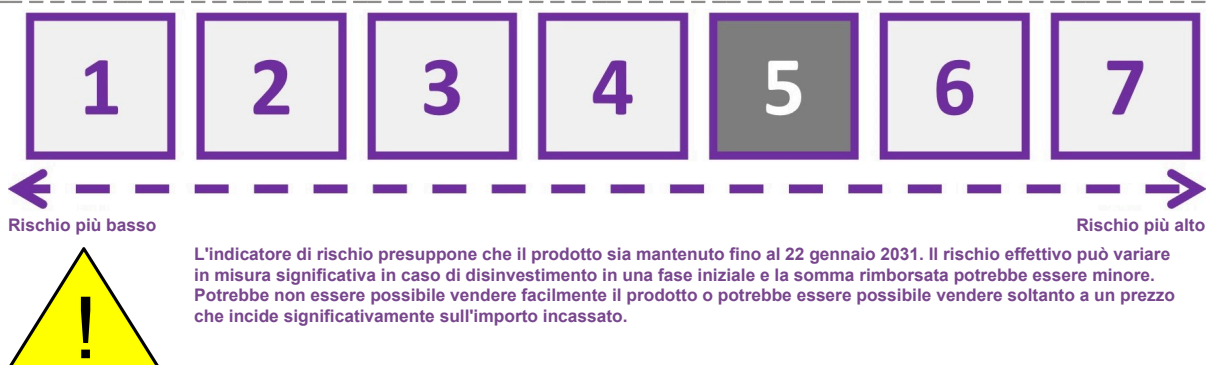 1 2 3 4 5 6 7
Rischio più basso Rischio più alto
L'indicatore di rischio presuppone che il prodotto sia mantenuto fino al 22 gennaio 2031. Il rischio effettivo può variare
in misura significativa in caso di disinvestimento in una fase iniziale e la somma rimborsata potrebbe essere minore.
Potrebbe non essere possibile vendere facilmente il prodotto o potrebbe essere possibile vendere soltanto a un prezzo
che incide significativamente sull'importo incassato.
!